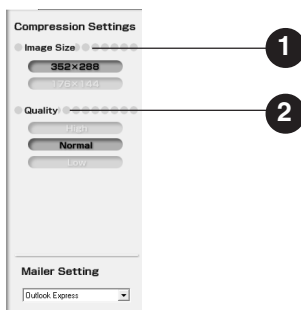 Compression Settings
Image Size
1
352×288
176×144
Quality
2
High
Normal
Low
Mailer Setting
Outlook Express